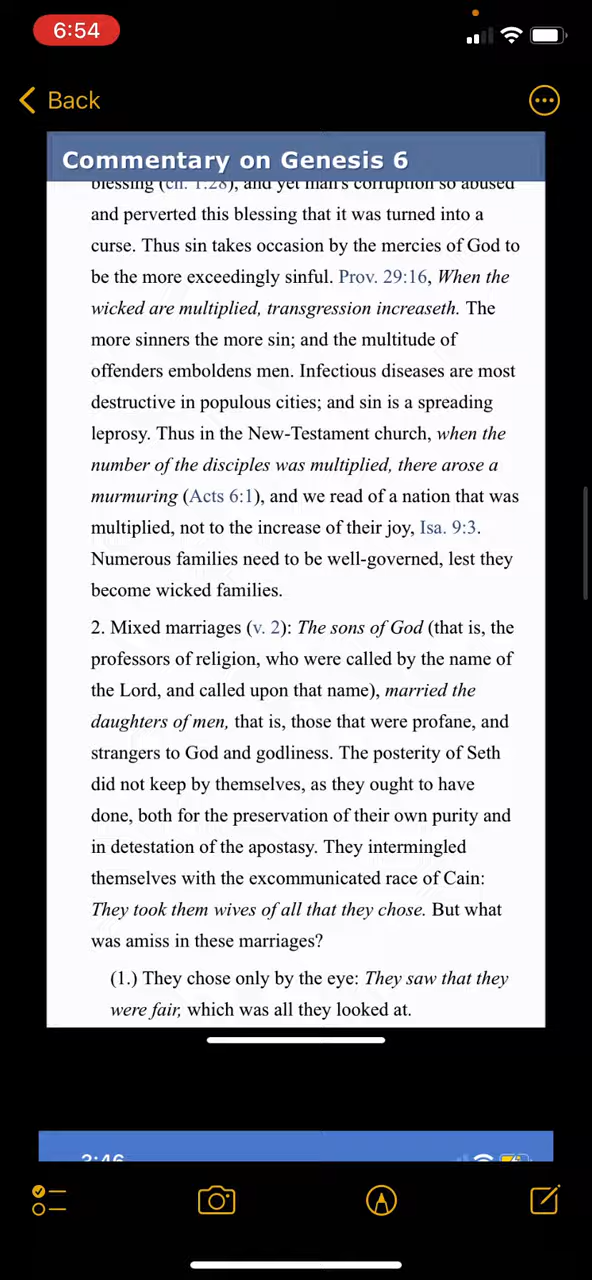 6:54
Back
Commentary on Genesis 6
blessing (ch. 1:28), and yet man's corruption so abused
and perverted this blessing that it was turned into a
curse. Thus sin takes occasion by the mercies of God to
be the more exceedingly sinful. Prov. 29:16, When the
wicked are multiplied, transgression increaseth. The
more sinners the more sin; and the multitude of
offenders emboldens men. Infectious diseases are most
destructive in populous cities; and sin is a spreading
leprosy. Thus in the New-Testament church, when the
number of the disciples was multiplied, there arose a
murmuring (Acts 6:1), and we read of a nation that was
multiplied, not to the increase of their joy, Isa. 9:3.
Numerous families need to be well-governed, lest they
become wicked families.
2. Mixed marriages (v. 2): The sons of God (that is, the
professors of religion, who were called by the name of
the Lord, and called upon that name), married the
daughters of men, that is, those that were profane, and
strangers to God and godliness. The posterity of Seth
did not keep by themselves, as they ought to have
done, both for the preservation of their own purity and
in detestation of the apostasy. They intermingled
themselves with the excommunicated race of Cain:
They took them wives of all that they chose. But what
was amiss in these marriages?
(1.) They chose only by the eye: They saw that they
were fair, which was all they looked at.
3:46